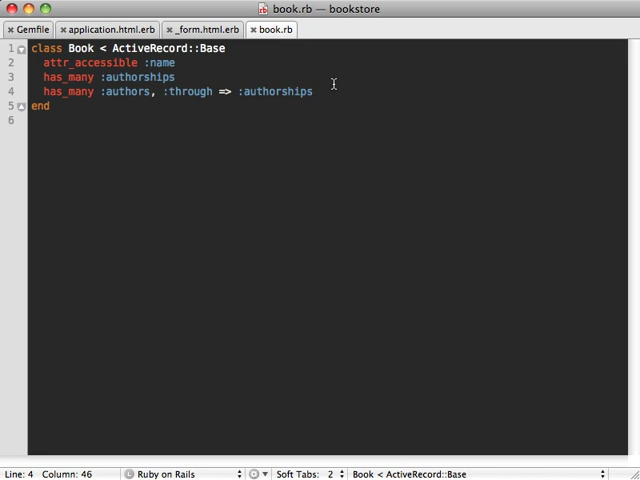 book.rb — bookstore
Gemfile application.html.erb _form.html.erb book.rb
1 class Book < ActiveRecord::Base
2 attr_accessible :name
3 has_many :authorships
4 has_many :authors, :through => :authorships
5 end
6
Line: 4 Column: 46 Ruby on Rails Soft Tabs: 2 Book < ActiveRecord::Base